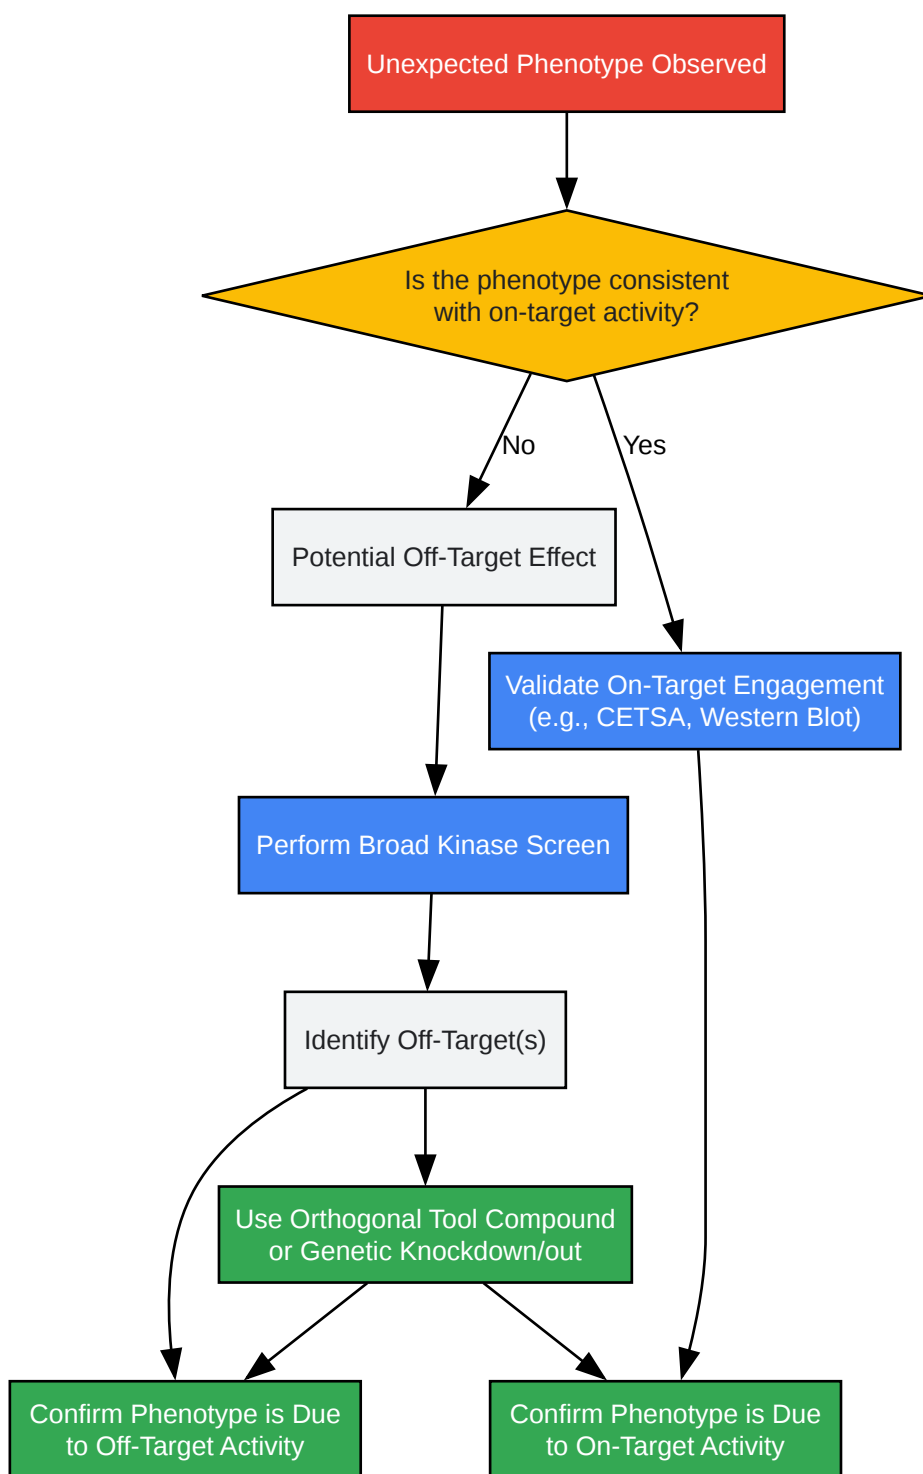 Unexpected Phenotype Observed
Is the phenotype consistent
with on-target activity?
No
Yes
Potential Off-Target Effect
Validate On-Target Engagement
(e.g., CETSA, Western Blot)
Perform Broad Kinase Screen
Identify Off-Target(s)
Use Orthogonal Tool Compound
or Genetic Knockdown/out
Confirm Phenotype is Due
to Off-Target Activity
Confirm Phenotype is Due
to On-Target Activity